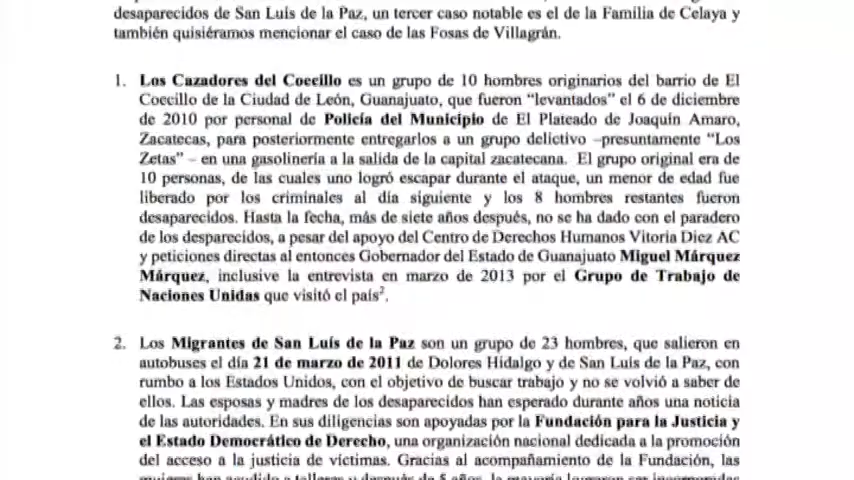 desaparecidos de San Luis de la Paz, un tercer caso notable es el de la Familia de Celaya y
también quisiéramos mencionar el caso de las Fosas de Villagrán.
1. Los Cazadores del Coecillo es un grupo de 10 hombres originarios del barrio de El
Coecillo de la Ciudad de León, Guanajuato, que fueron “levantados” el 6 de diciembre
de 2010 por personal de Policía del Municipio de El Plateado de Joaquín Amaro,
Zacatecas, para posteriormente entregarlos a un grupo delictivo –presuntamente “Los
Zetas” – en una gasolinería a la salida de la capital zacatecana. El grupo original era de
10 personas, de las cuales uno logró escapar durante el ataque, un menor de edad fue
liberado por los criminales al día siguiente y los 8 hombres restantes fueron
desaparecidos. Hasta la fecha, más de siete años después, no se ha dado con el paradero
de los desparecidos, a pesar del apoyo del Centro de Derechos Humanos Vitoria Diez AC
y peticiones directas al entonces Gobernador del Estado de Guanajuato Miguel Márquez
Márquez, inclusive la entrevista en marzo de 2013 por el Grupo de Trabajo de
Naciones Unidas que visitó el país².
2. Los Migrantes de San Luis de la Paz son un grupo de 23 hombres, que salieron en
autobuses el día 21 de marzo de 2011 de Dolores Hidalgo y de San Luis de la Paz, con
rumbo a los Estados Unidos, con el objetivo de buscar trabajo y no se volvió a saber de
ellos. Las esposas y madres de los desaparecidos han esperado durante años una noticia
de las autoridades. En sus diligencias son apoyadas por la Fundación para la Justicia y
el Estado Democrático de Derecho, una organización nacional dedicada a la promoción
del acceso a la justicia de víctimas. Gracias al acompañamiento de la Fundación, las